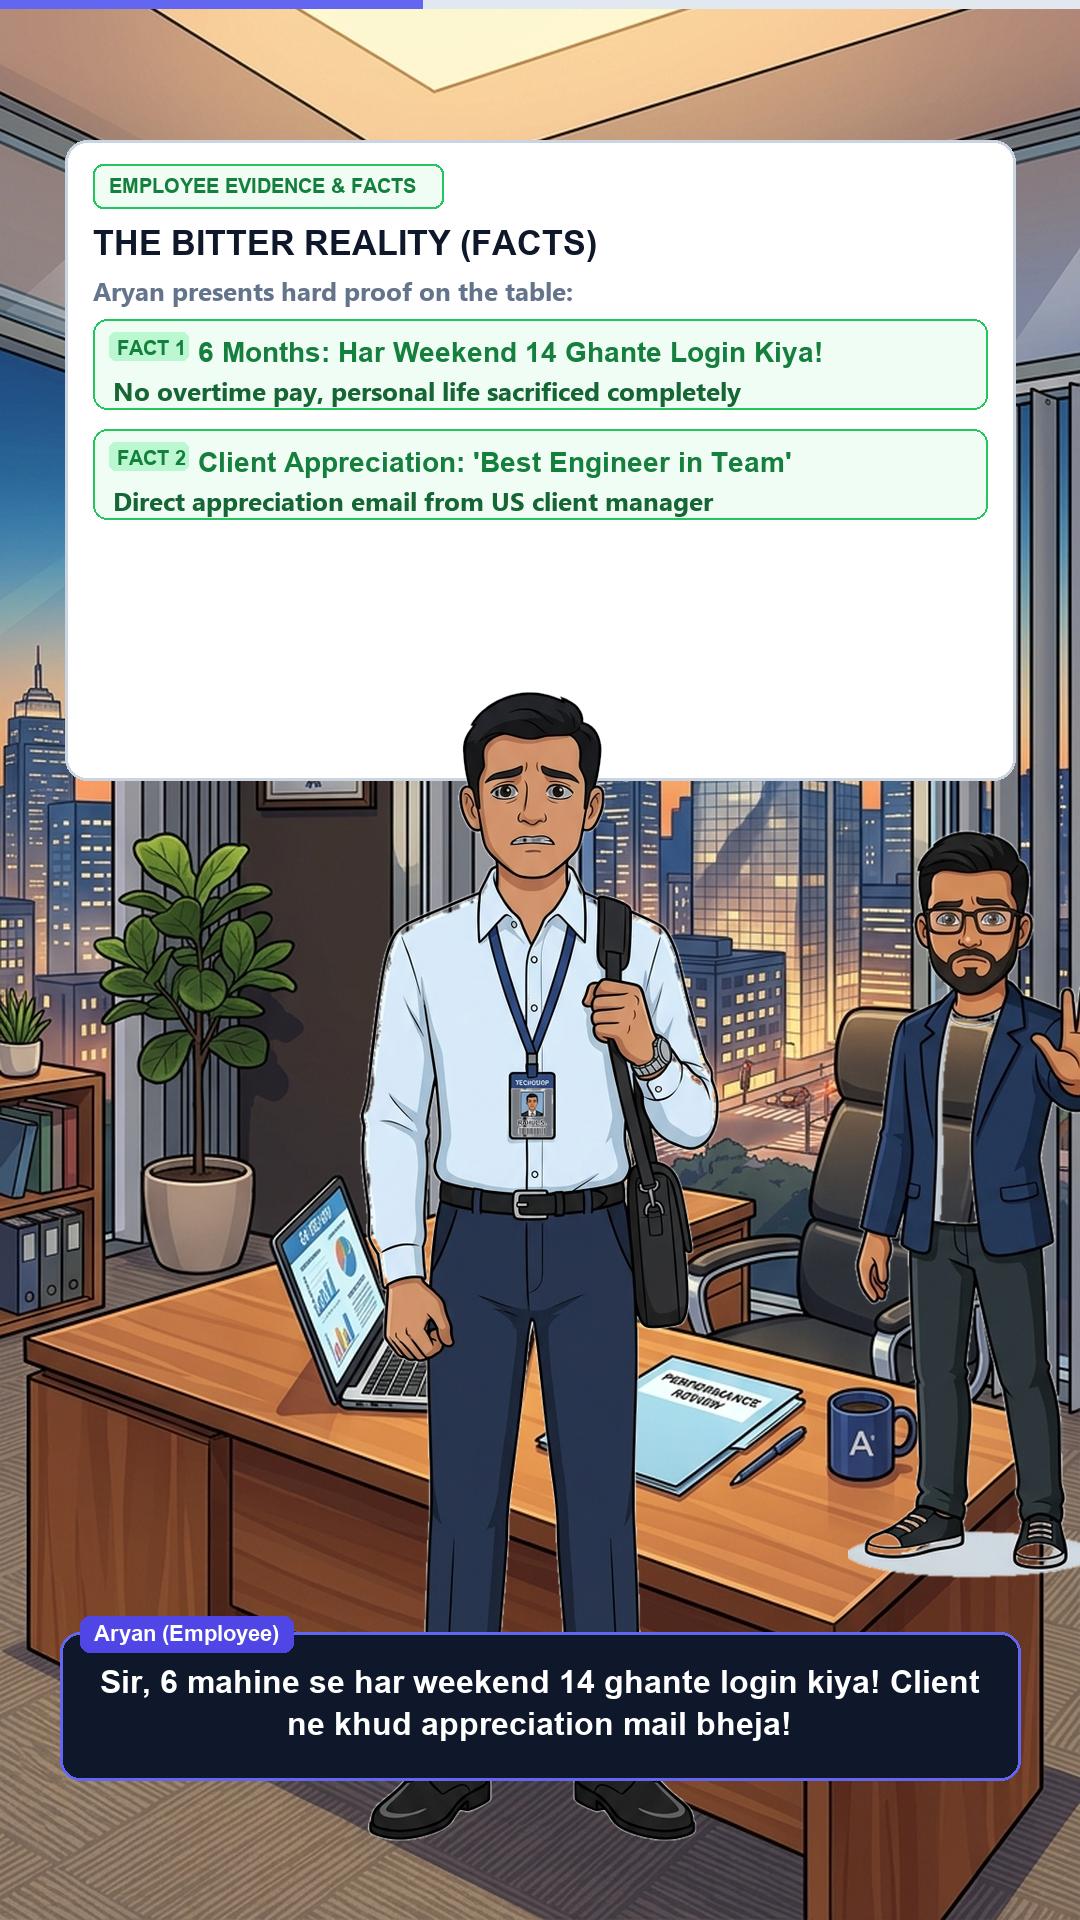 EMPLOYEE EVIDENCE & FACTS
THE BITTER REALITY (FACTS)
Aryan presents hard proof on the table:
FACT 1 6 Months: Har Weekend 14 Ghante Login Kiya!
No overtime pay, personal life sacrificed completely
FACT 2 Client Appreciation: 'Best Engineer in Team'
Direct appreciation email from US client manager
PERFORMANCE
REVIEW
A
Aryan (Employee)
Sir, 6 mahine se har weekend 14 ghante login kiya! Client
ne khud appreciation mail bheja!